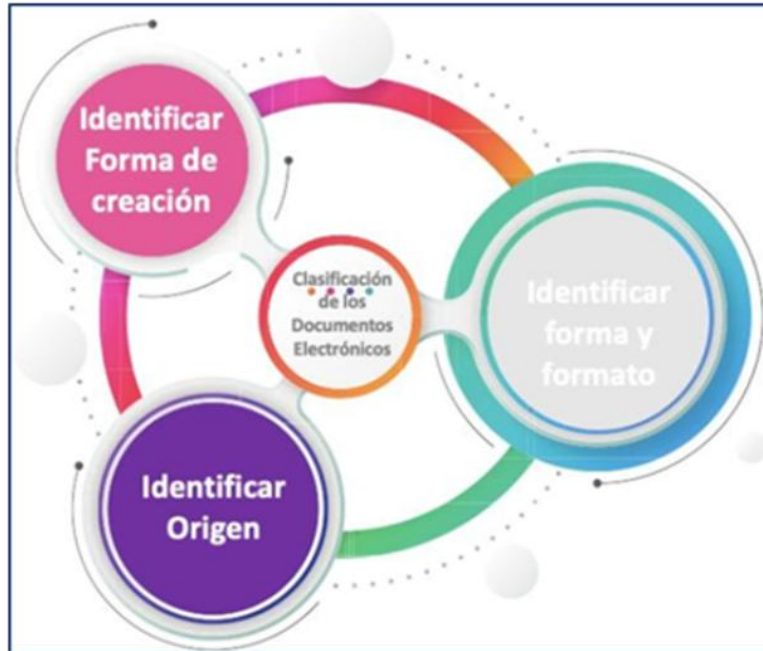 Identificar
Forma de
creación
Clasificación
de los
Documentos
Electrónicos
Identificar
forma y
formato
Identificar
Origen